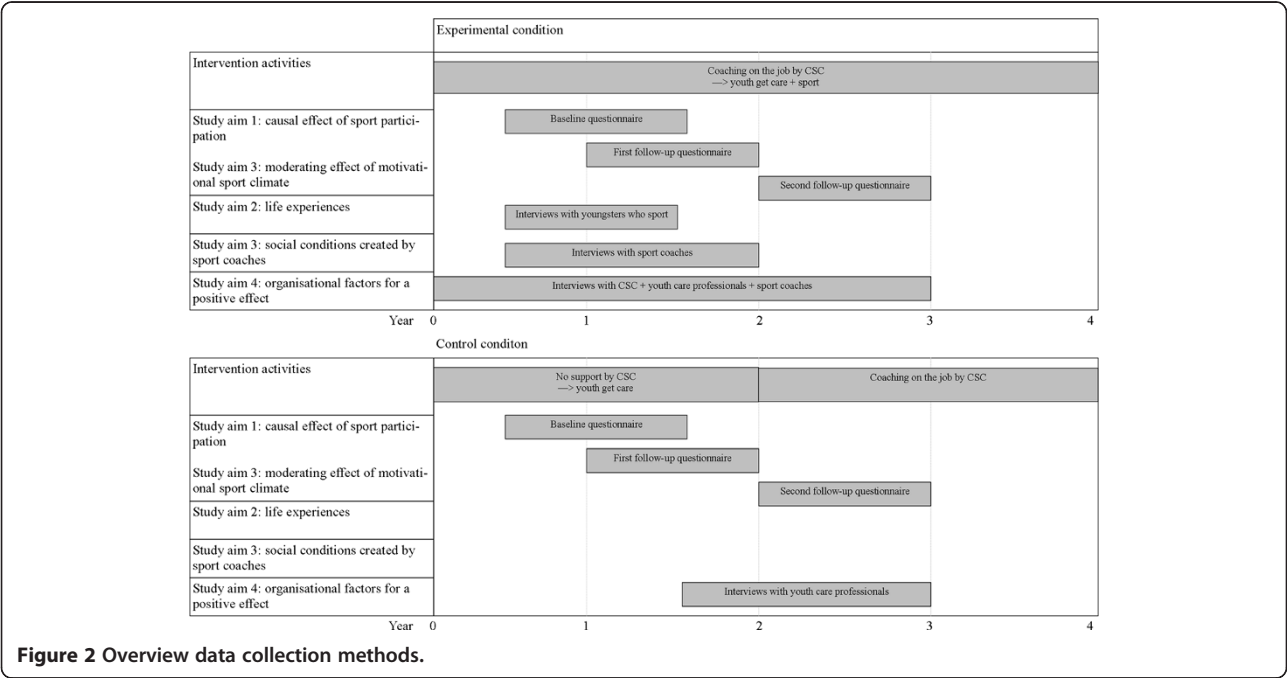 Experimental condition
Intervention activities
Coaching on the job by CSC
—> youth get care + sport
Study aim 1: causal effect of sport partici-
pation
Baseline questionnaire
First follow-up questionnaire
Study aim 3: moderating effect of motivati-
onal sport climate
Second follow-up questionnaire
Study aim 2: life experiences
Interviews with youngsters who sport
Study aim 3: social conditions created by
sport coaches
Interviews with sport coaches
Study aim 4: organisational factors for a
positive effect
Interviews with CSC + youth care professionals + sport coaches
Year 0 1 2 3 4
Control conditon
Intervention activities
No support by CSC
—> youth get care
Coaching on the job by CSC
Study aim 1: causal effect of sport partici-
pation
Baseline questionnaire
First follow-up questionnaire
Study aim 3: moderating effect of motivati-
onal sport climate
Second follow-up questionnaire
Study aim 2: life experiences
Study aim 3: social conditions created by
sport coaches
Study aim 4: organisational factors for a
positive effect
Interviews with youth care professionals
Year 0 1 2 3 4
Figure 2 Overview data collection methods.